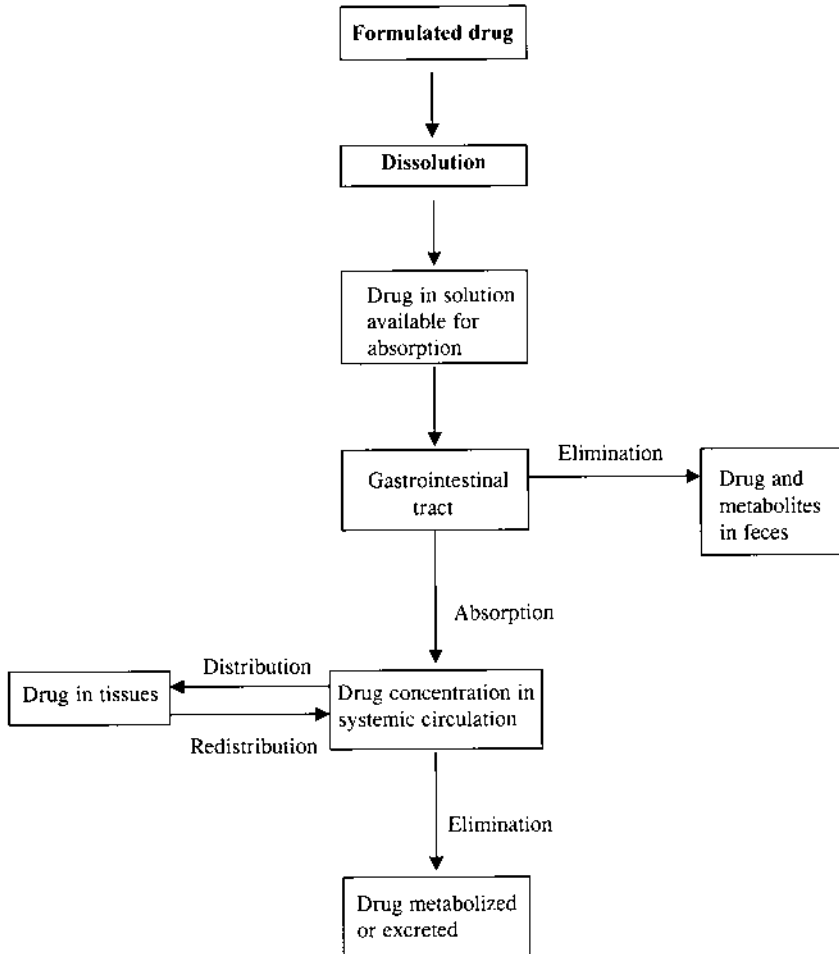 Formulated drug
Dissolution
Drug in solution
available for
absorption
Elimination
Gastrointestinal
tract
Drug and
metabolites
in feces
Absorption
Distribution
Drug in tissues
Drug concentration in
systemic circulation
Redistribution
Elimination
Drug metabolized
or excreted